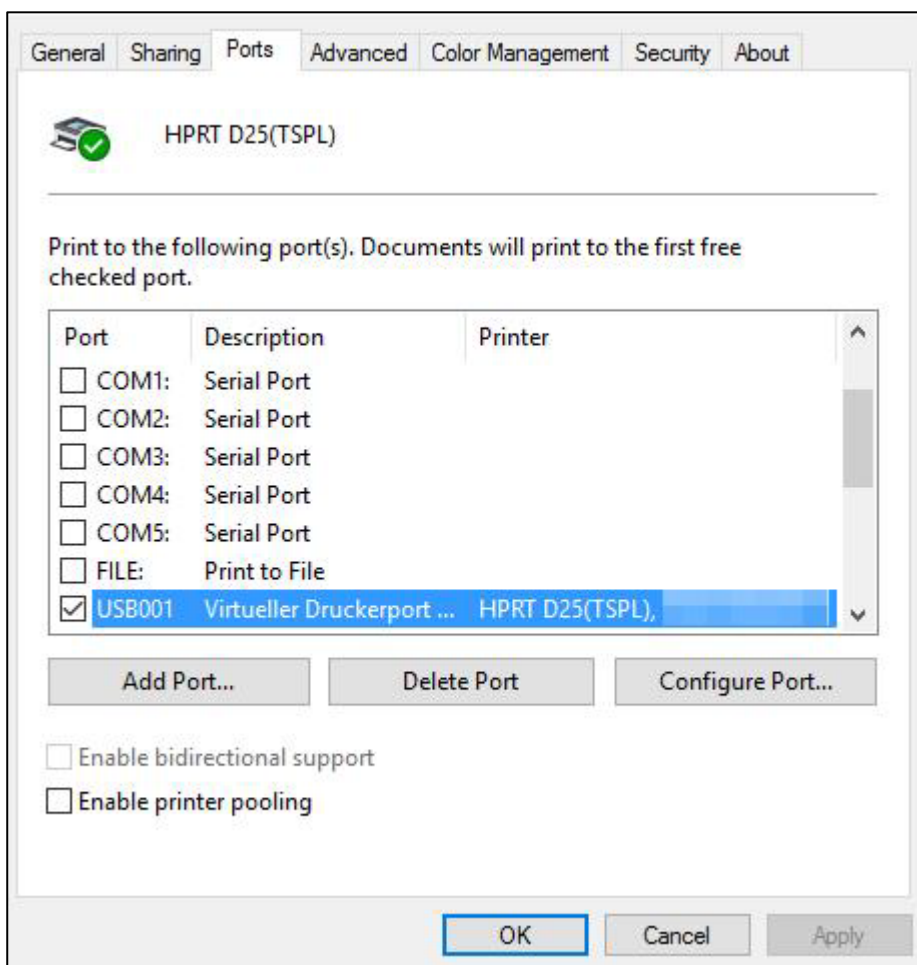 General Sharing Ports Advanced Color Management Security About
HPRT D25(TSPL)
Print to the following port(s). Documents will print to the first free
checked port.
Port Description Printer
COM1: Serial Port
COM2: Serial Port
COM3: Serial Port
COM4: Serial Port
COM5: Serial Port
FILE: Print to File
USB001 Virtueller Druckerport ... HPRT D25(TSPL),
Add Port... Delete Port Configure Port...
Enable bidirectional support
Enable printer pooling
OK Cancel Apply